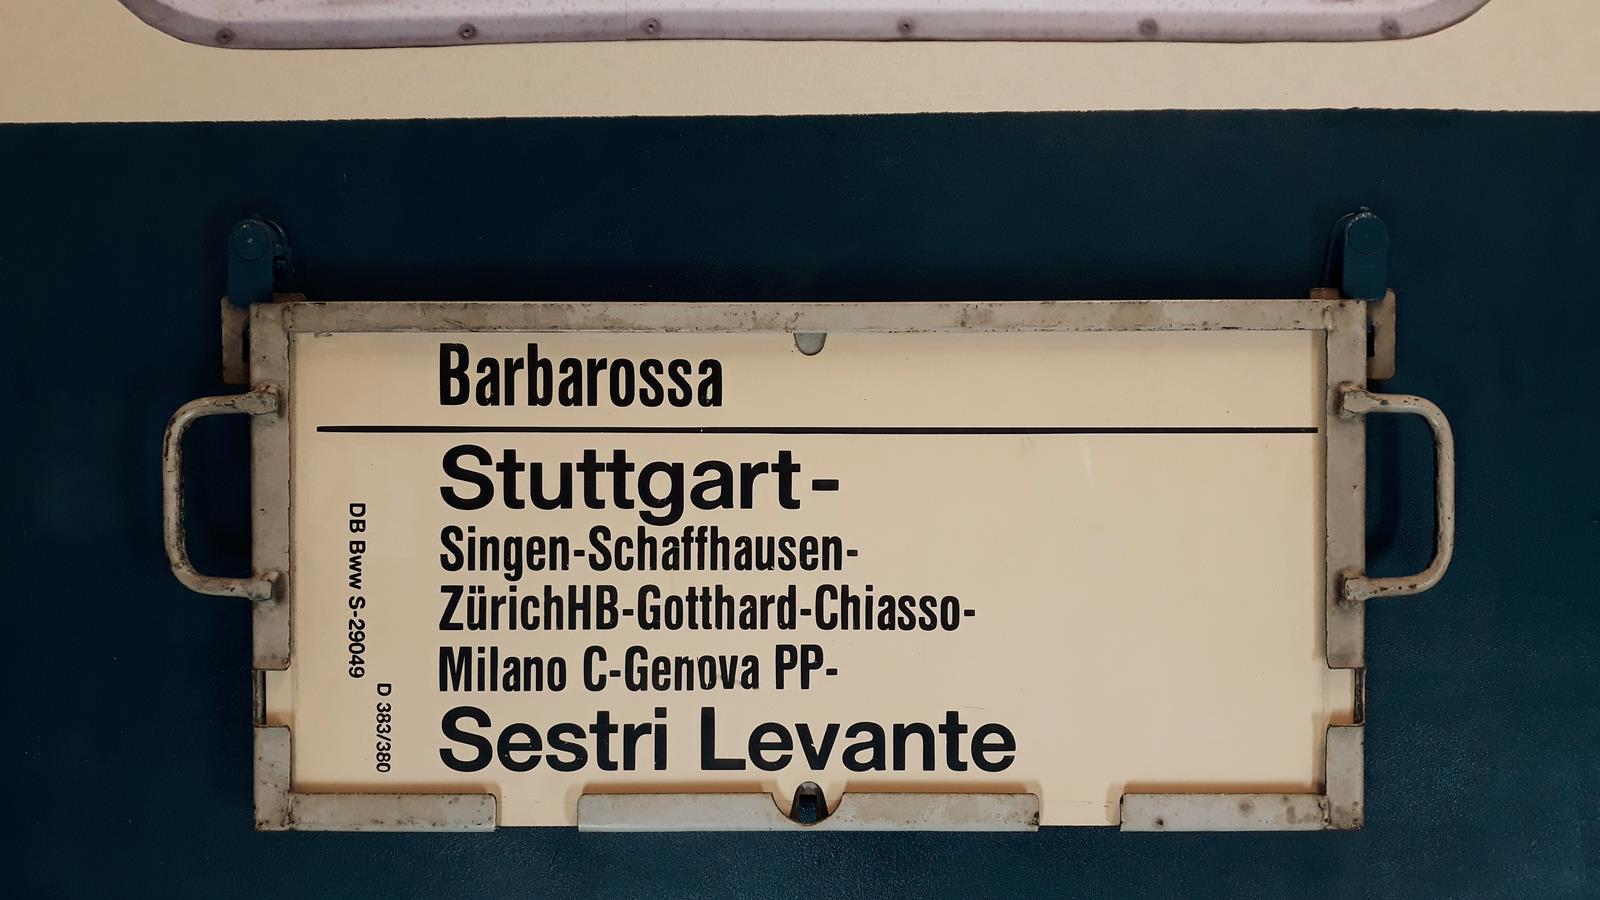 Barbarossa
Stuttgart-
Singen-Schaffhausen-
ZürichHB-Gotthard-Chiasso-
Milano C-Genova PP-
Sestri Levante
DB Bww S-29049
D 383/380